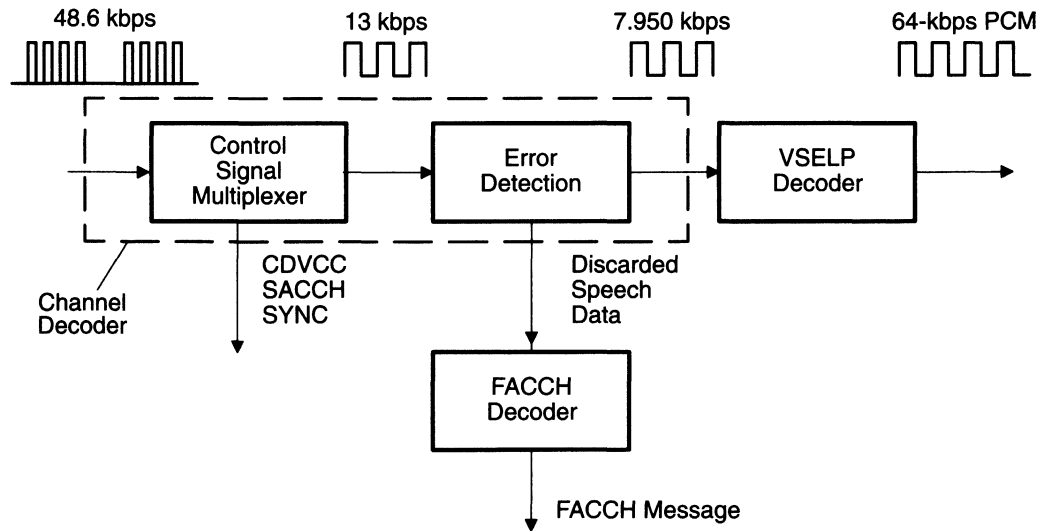 48.6 kbps
13 kbps
7.950 kbps
64-kbps PCM
Control
Signal
Multiplexer
Error
Detection
VSELP
Decoder
CDVCC
SACCH
SYNC
Discarded
Speech
Data
Channel
Decoder
FACCH
Decoder
FACCH Message